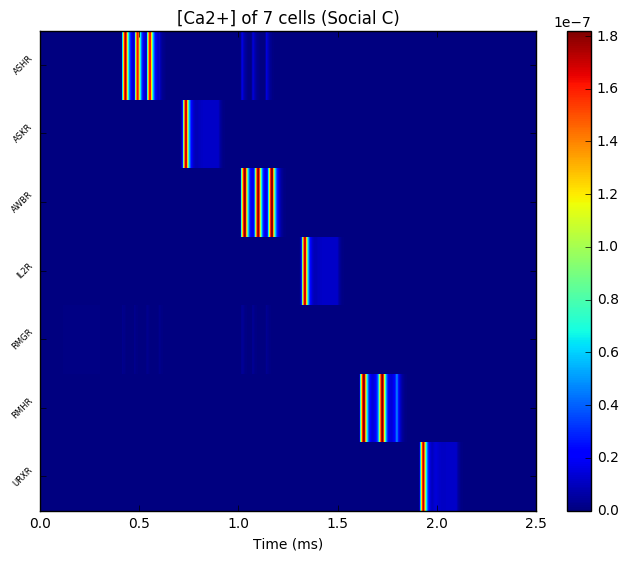 [Ca2+] of 7 cells (Social C)
1e−7
ASHR
ASKR
AWBR
IL2R
RMGR
RMHR
URXR
0.0 0.5 1.0 1.5 2.0 2.5
Time (ms)
1.8
1.6
1.4
1.2
1.0
0.8
0.6
0.4
0.2
0.0